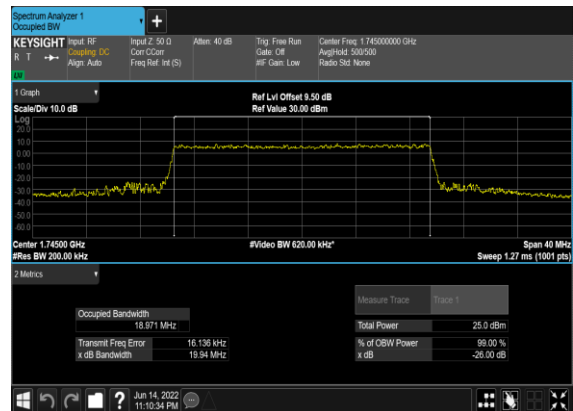 Spectrum Analyzer 1
Occupied BW
+
KEYSIGHT Input: RF Input Z: 50 Ω Atten: 40 dB Trig: Free Run Center Freq: 1.745000000 GHz
R T Coupling: DC Corr CCorr Gate: Off Avg|Hold: 500/500
Align: Auto Freq Ref: Int (S) #IF Gain: Low Radio Std: None
1 Graph Ref Lvl Offset 9.50 dB
Scale/Div 10.0 dB Ref Value 30.00 dBm
Log
20.0
10.0
0.00
-10.0
-20.0
-30.0
-40.0
-50.0
-60.0
Center 1.74500 GHz #Video BW 620.00 kHz* Span 40 MHz
#Res BW 200.00 kHz Sweep 1.27 ms (1001 pts)
2 Metrics
Measure Trace Trace 1
Occupied Bandwidth
18.971 MHz Total Power 25.0 dBm
Transmit Freq Error 16.136 kHz % of OBW Power 99.00 %
x dB Bandwidth 19.94 MHz x dB -26.00 dB
? Jun 14, 2022
11:10:34 PM